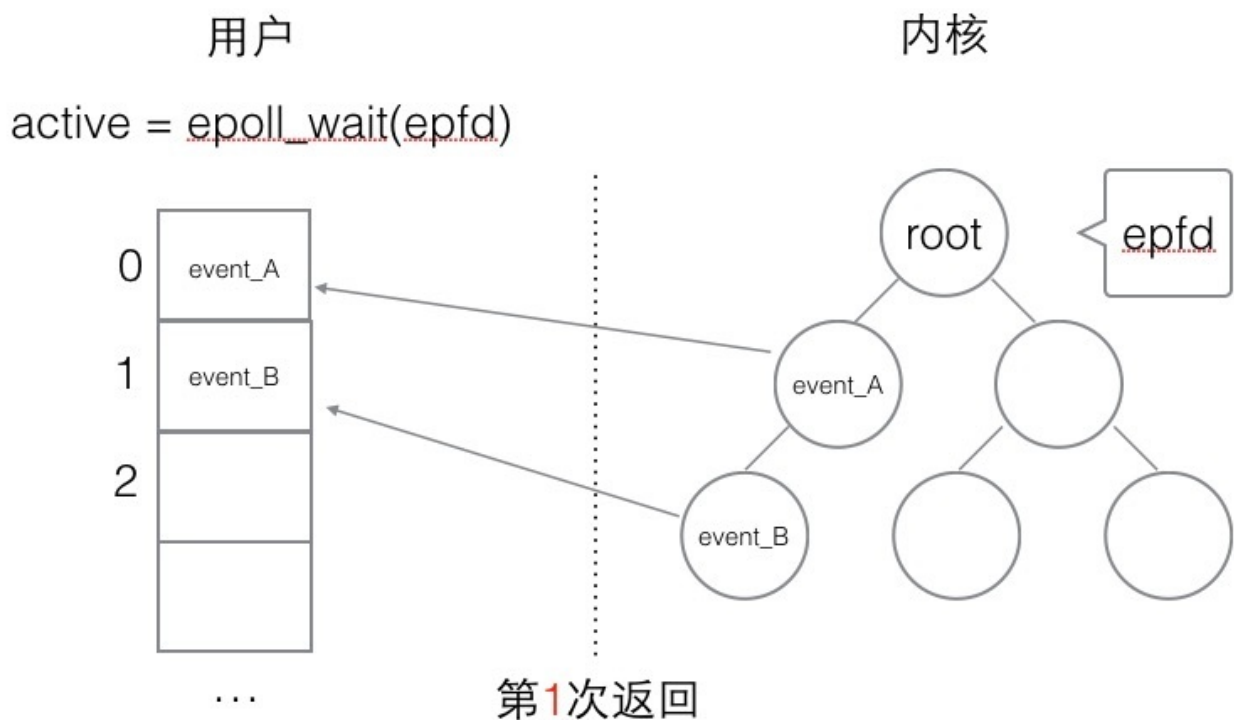 用户
内核
active = epoll_wait(epfd)
root
epfd
0
event_A
1
event_B
2
event_A
event_B
...
第1次返回